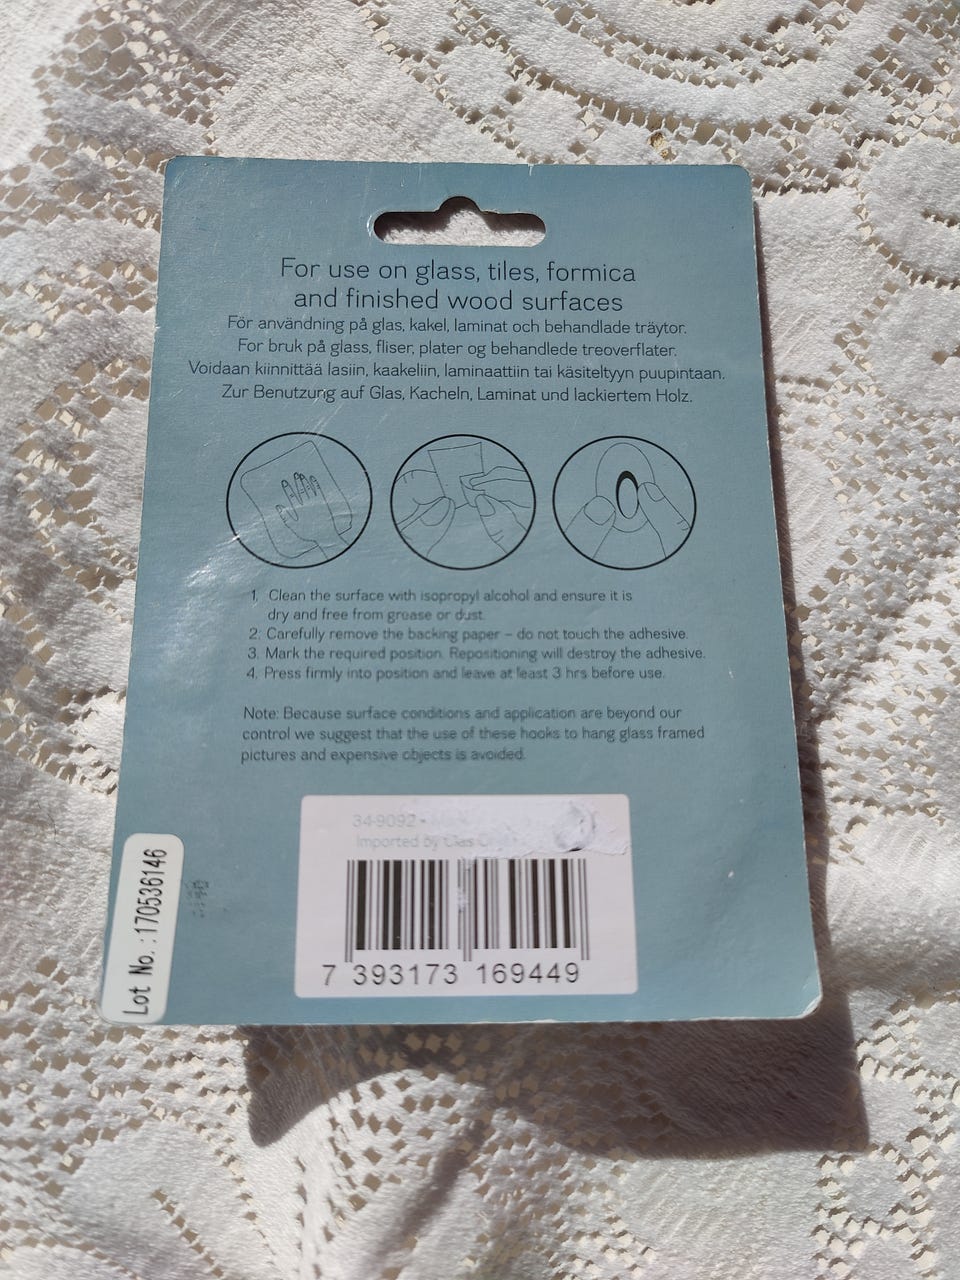 For use on glass, tiles, formica
and finished wood surfaces
För användning på glas, kakel, laminat och behandlade träytor.
For bruk på glass, fliser, plater og behandlede treoverflater.
Voidaan kiinnittää lasiin, kaakeliin, laminaattiin tai käsiteltyyn puupintaan.
Zur Benutzung auf Glas, Kacheln, Laminat und lackiertem Holz.
1. Clean the surface with isopropyl alcohol and ensure it is
dry and free from grease or dust.
2. Carefully remove the backing paper – do not touch the adhesive.
3. Mark the required position. Repositioning will destroy the adhesive.
4. Press firmly into position and leave at least 3 hrs before use.
Note: Because surface conditions and application are beyond our
control we suggest that the use of these hooks to hang glass framed
pictures and expensive objects is avoided.
34-9092 -
Imported by Clas
7 393173 169449
Lot No. :170536146